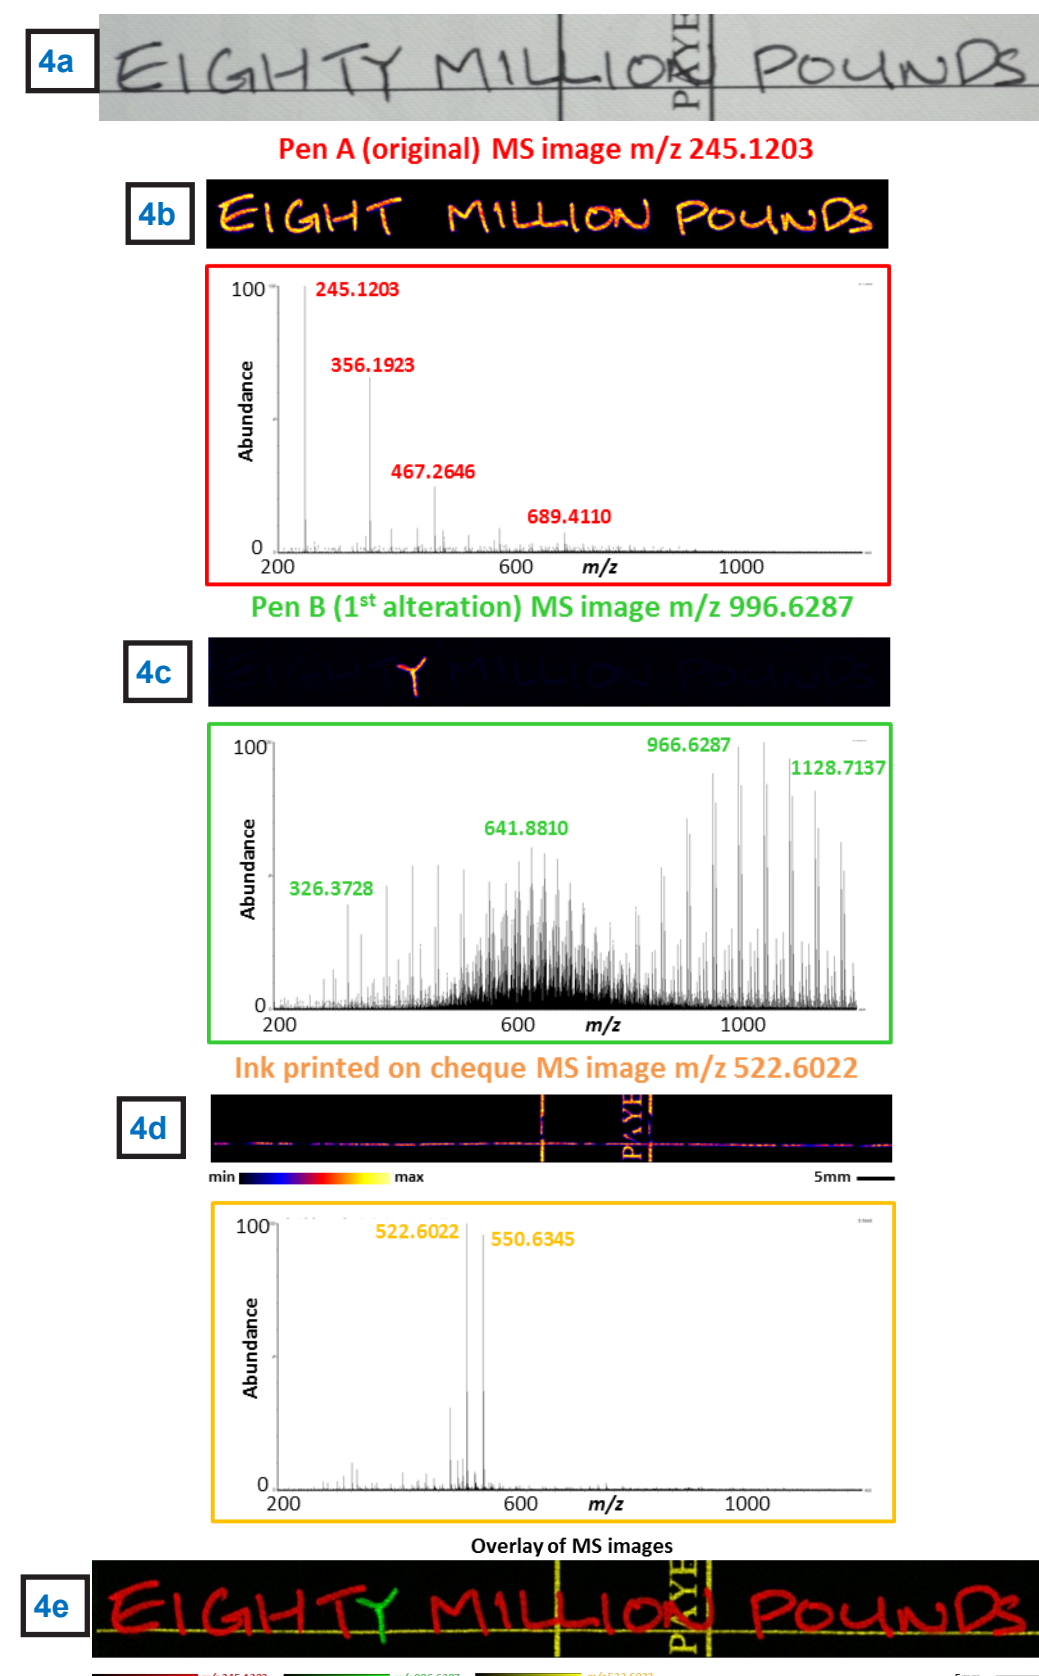 4a
EIGHTY MILLION POUNDS
PAYE
Pen A (original) MS image m/z 245.1203
4b
EIGHT MILLION POUNDS
100
245.1203
356.1923
467.2646
689.4110
Abundance
0
200 600 m/z 1000
Pen B (1st alteration) MS image m/z 996.6287
4c
Y
100
966.6287
1128.7137
641.8810
326.3728
Abundance
0
200 600 m/z 1000
Ink printed on cheque MS image m/z 522.6022
4d
PAYE
min max 5mm
100
522.6022
550.6345
Abundance
0
200 600 m/z 1000
Overlay of MS images
4e
EIGHTY MILLION POUNDS
PAYE